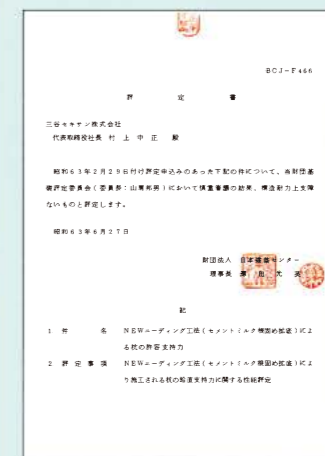 BCJ-F466
評定書
三谷セキサン株式会社
代表取締役社長 村上中正 殿
昭和63年2月29日付け評定申込みのあった下記の件について、当財団基
礎評定委員会(委員長:山肩邦男)において慎重審議の結果、構造耐力上支障
ないものと評定します。
昭和63年6月27日
財団法人 日本建築センター
理事長
記
1 件名 NEWエーディング工法(セメントミルク根固め拡底)によ
る杭の許容支持力
2 評定事項 NEWエーディング工法(セメントミルク根固め拡底)によ
り施工される杭の鉛直支持力に関する性能評定